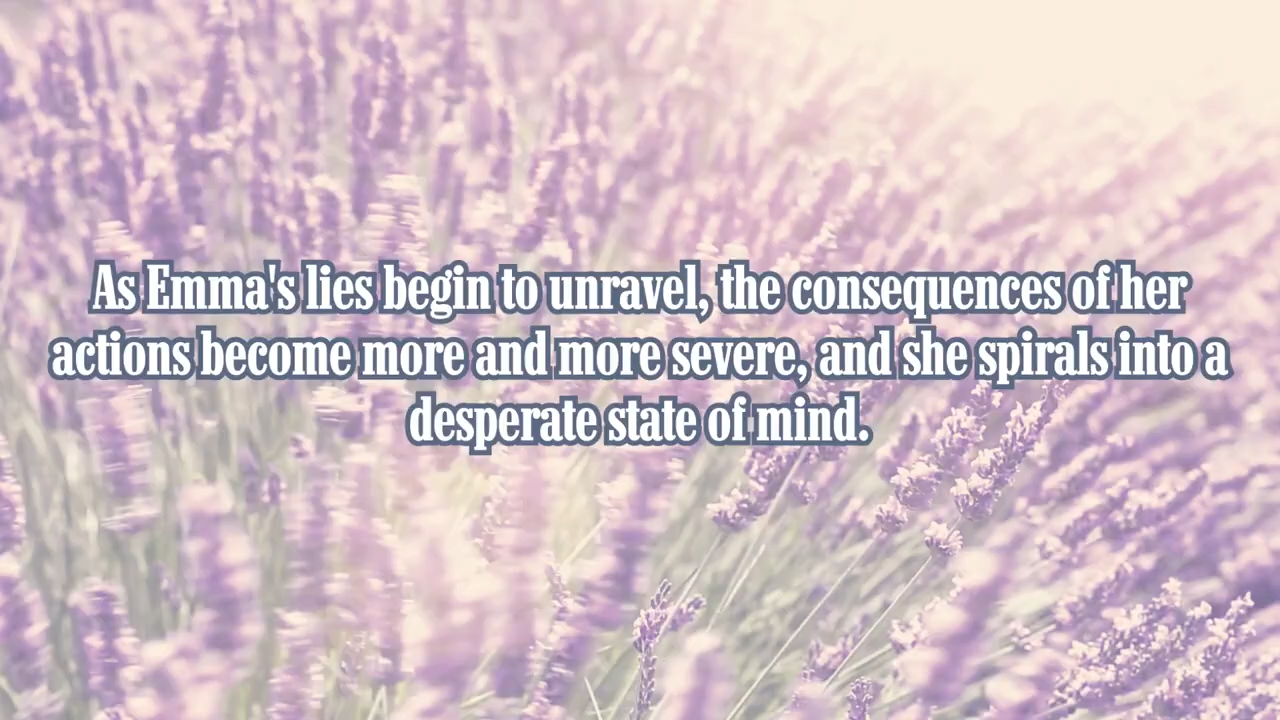 As Emma's lies begin to unravel, the consequences of her
actions become more and more severe, and she spirals into a
desperate state of mind.